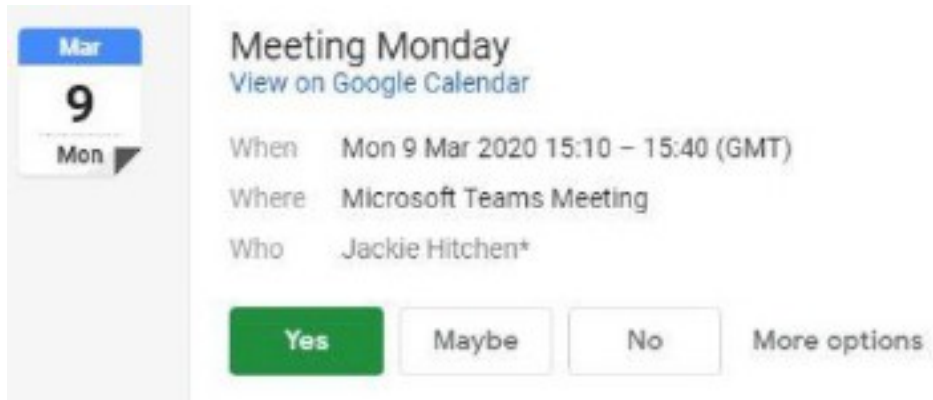 Mar
9
Mon
Meeting Monday
View on Google Calendar
When Mon 9 Mar 2020 15:10 – 15:40 (GMT)
Where Microsoft Teams Meeting
Who Jackie Hitchen*
Yes Maybe No More options